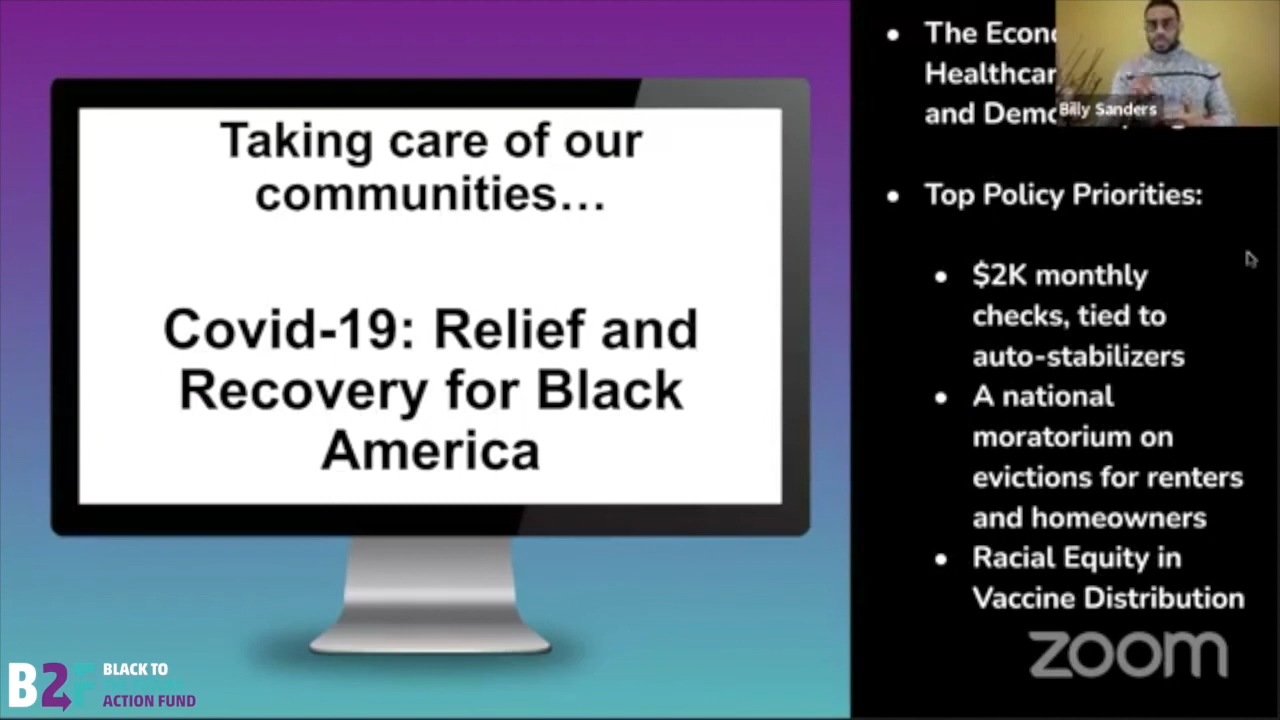 Taking care of our
communities…
Covid-19: Relief and
Recovery for Black
America
The Econ
Healthcar
and Demo
Billy Sanders
Top Policy Priorities:
$2K monthly
checks, tied to
auto-stabilizers
A national
moratorium on
evictions for renters
and homeowners
Racial Equity in
Vaccine Distribution
zoom
B2F
BLACK TO
ACTION FUND